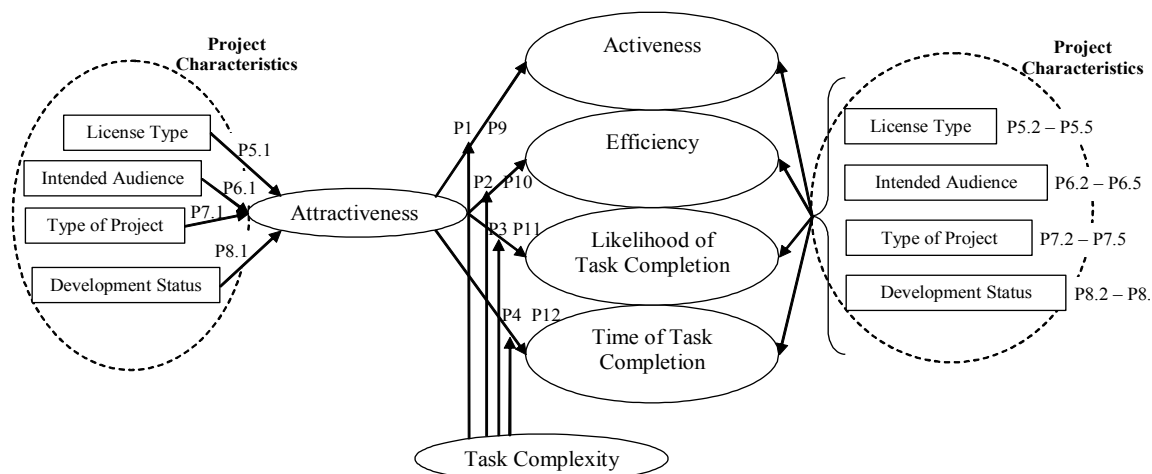 Project
Characteristics
License Type
Intended Audience
Type of Project
Development Status
P5.1
P6.1
P7.1
P8.1
Attractiveness
P1 P9
P2 P10
P3 P11
P4 P12
Activeness
Efficiency
Likelihood of
Task Completion
Time of Task
Completion
Task Complexity
Project
Characteristics
License Type
P5.2 – P5.5
Intended Audience
P6.2 – P6.5
Type of Project
P7.2 – P7.5
Development Status
P8.2 – P8.